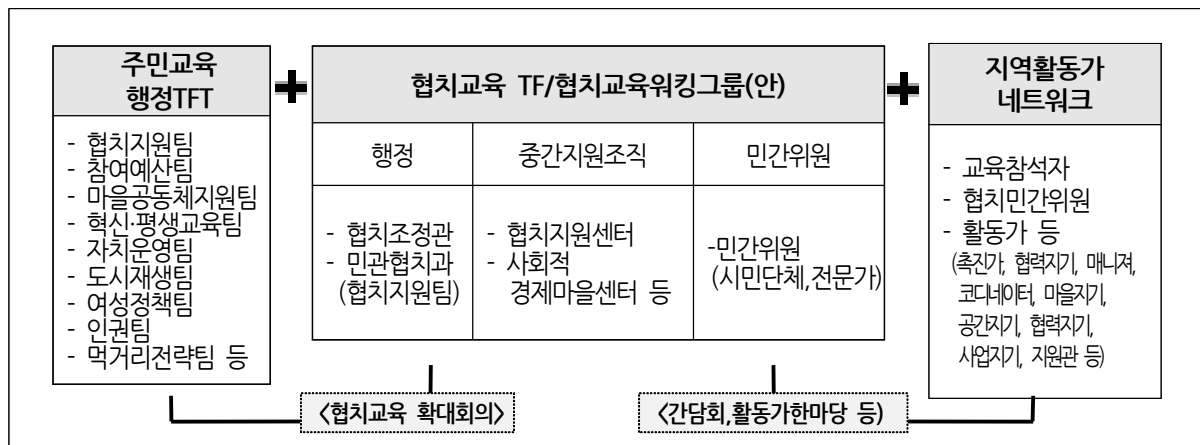 주민교육
행정TFT
- 협치지원팀
- 참여예산팀
- 마을공동체지원팀
- 혁신·평생교육팀
- 자치운영팀
- 도시재생팀
- 여성정책팀
- 인권팀
- 먹거리전략팀 등
+
협치교육 TF/협치교육워킹그룹(안)
행정
중간지원조직
민간위원
- 협치조정관
- 민관협치과
(협치지원팀)
- 협치지원센터
- 사회적
경제마을센터 등
-민간위원
(시민단체,전문가)
+
지역활동가
네트워크
- 교육참석자
- 협치민간위원
- 활동가 등
(촉진가, 협력지기, 매니져,
코디네이터, 마을지기,
공간지기, 협력지기,
사업지기, 지원관 등)
<협치교육 확대회의>
<간담회,활동가한마당 등)